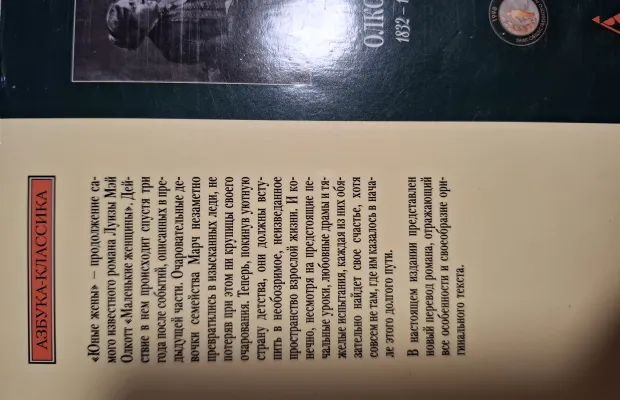 АЗБУКА-КЛАССИКА
«Юные жены» — продолжение са-
мого известного романа Луизы Мэй
Олкотт «Маленькие женщины». Дей-
ствие в нем происходит спустя три
года после событий, описанных в пре-
дыдущей части. Очаровательные де-
вочки семейства Марч незаметно
превратились в взысканных леди, не
потеряв при этом ни крупицы своего
очарования. Теперь, покинув уютную
страну детства, они должны всту-
пить в необозримое, неизведанное
пространство взрослой жизни. И ко-
нечно, несмотря на предстоящие пе-
чальные уроки, любовные драмы и тя-
желые испытания, каждая из них обя-
зательно найдет свое счастье, хотя
совсем не там, где им казалось в нача-
ле этого долгого пути.
В настоящем издании представлен
новый перевод романа, отражающий
все особенности и своеобразие ори-
гинального текста.
1832 –